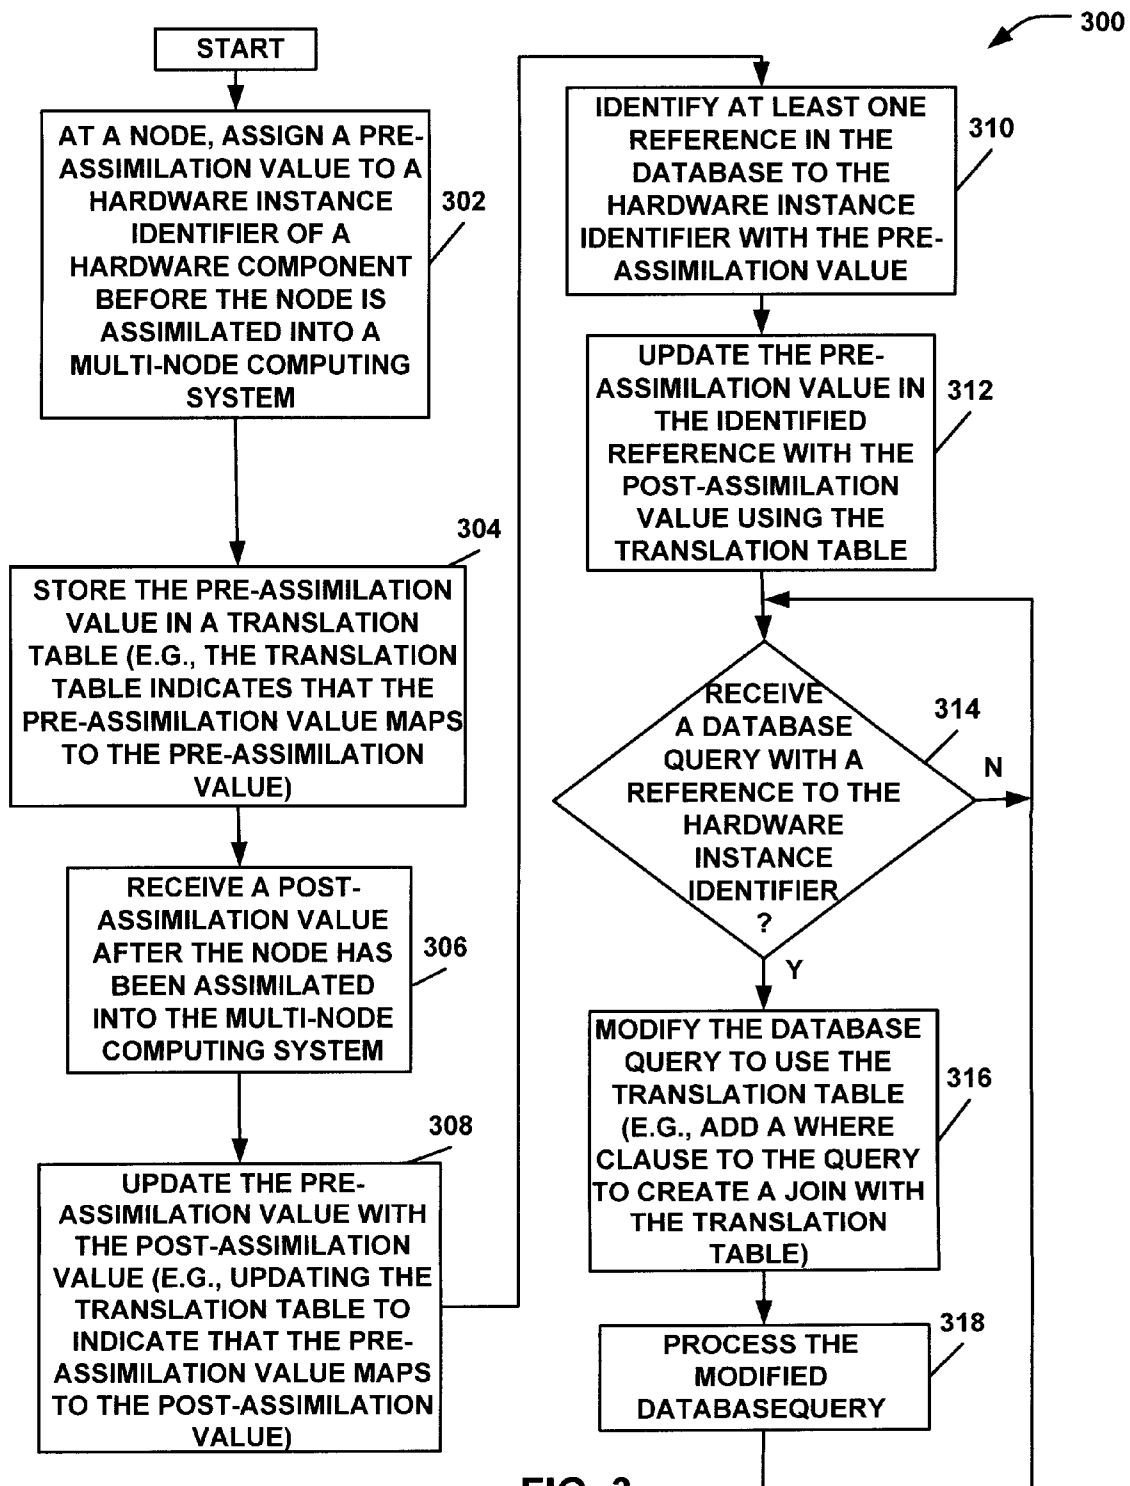 300
START
AT A NODE, ASSIGN A PRE-
ASSIMILATION VALUE TO A
HARDWARE INSTANCE
IDENTIFIER OF A
HARDWARE COMPONENT
BEFORE THE NODE IS
ASSIMILATED INTO A
MULTI-NODE COMPUTING
SYSTEM
302
304
STORE THE PRE-ASSIMILATION
VALUE IN A TRANSLATION
TABLE (E.G., THE TRANSLATION
TABLE INDICATES THAT THE
PRE-ASSIMILATION VALUE MAPS
TO THE PRE-ASSIMILATION
VALUE)
RECEIVE A POST-
ASSIMILATION VALUE
AFTER THE NODE HAS
BEEN ASSIMILATED
INTO THE MULTI-NODE
COMPUTING SYSTEM
306
308
UPDATE THE PRE-
ASSIMILATION VALUE WITH
THE POST-ASSIMILATION
VALUE (E.G., UPDATING THE
TRANSLATION TABLE TO
INDICATE THAT THE PRE-
ASSIMILATION VALUE MAPS
TO THE POST-ASSIMILATION
VALUE)
IDENTIFY AT LEAST ONE
REFERENCE IN THE
DATABASE TO THE
HARDWARE INSTANCE
IDENTIFIER WITH THE PRE-
ASSIMILATION VALUE
310
UPDATE THE PRE-
ASSIMILATION VALUE IN
THE IDENTIFIED
REFERENCE WITH THE
POST-ASSIMILATION
VALUE USING THE
TRANSLATION TABLE
312
RECEIVE
A DATABASE
QUERY WITH A
REFERENCE TO THE
HARDWARE
INSTANCE
IDENTIFIER
?
314
N
Y
MODIFY THE DATABASE
QUERY TO USE THE
TRANSLATION TABLE
(E.G., ADD A WHERE
CLAUSE TO THE QUERY
TO CREATE A JOIN WITH
THE TRANSLATION
TABLE)
316
PROCESS THE
MODIFIED
DATABASEQUERY
318